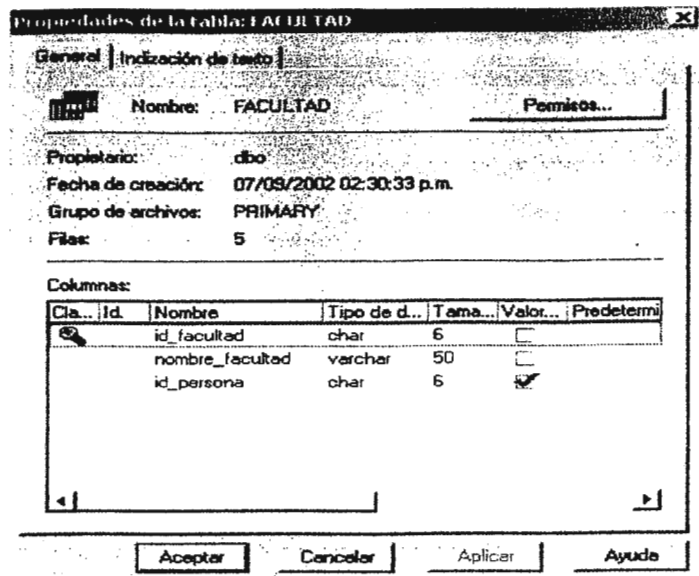 Propiedades de la tabla: FACULTAD
General Indización de texto
Nombre: FACULTAD Permisos...
Propietario: dbo
Fecha de creación: 07/09/2002 02:30:33 p.m.
Grupo de archivos: PRIMARY
Filas: 5
Columnas:
Cla... Id. Nombre Tipo de d... Tama... Valor... Predetermi
id_facultad char 6
nombre_facultad varchar 50
id_persona char 6
Aceptar Cancelar Aplicar Ayuda